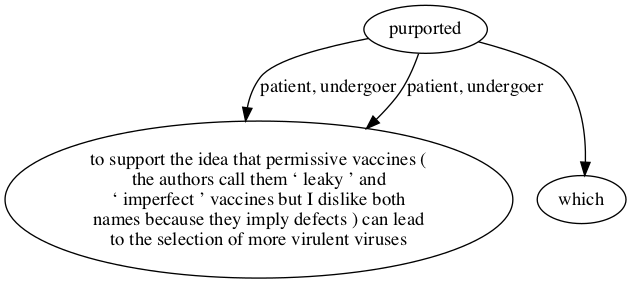 purported
patient, undergoer
patient, undergoer
to support the idea that permissive vaccines (
the authors call them ‘ leaky ’ and
‘ imperfect ’ vaccines but I dislike both
names because they imply defects ) can lead
to the selection of more virulent viruses
which